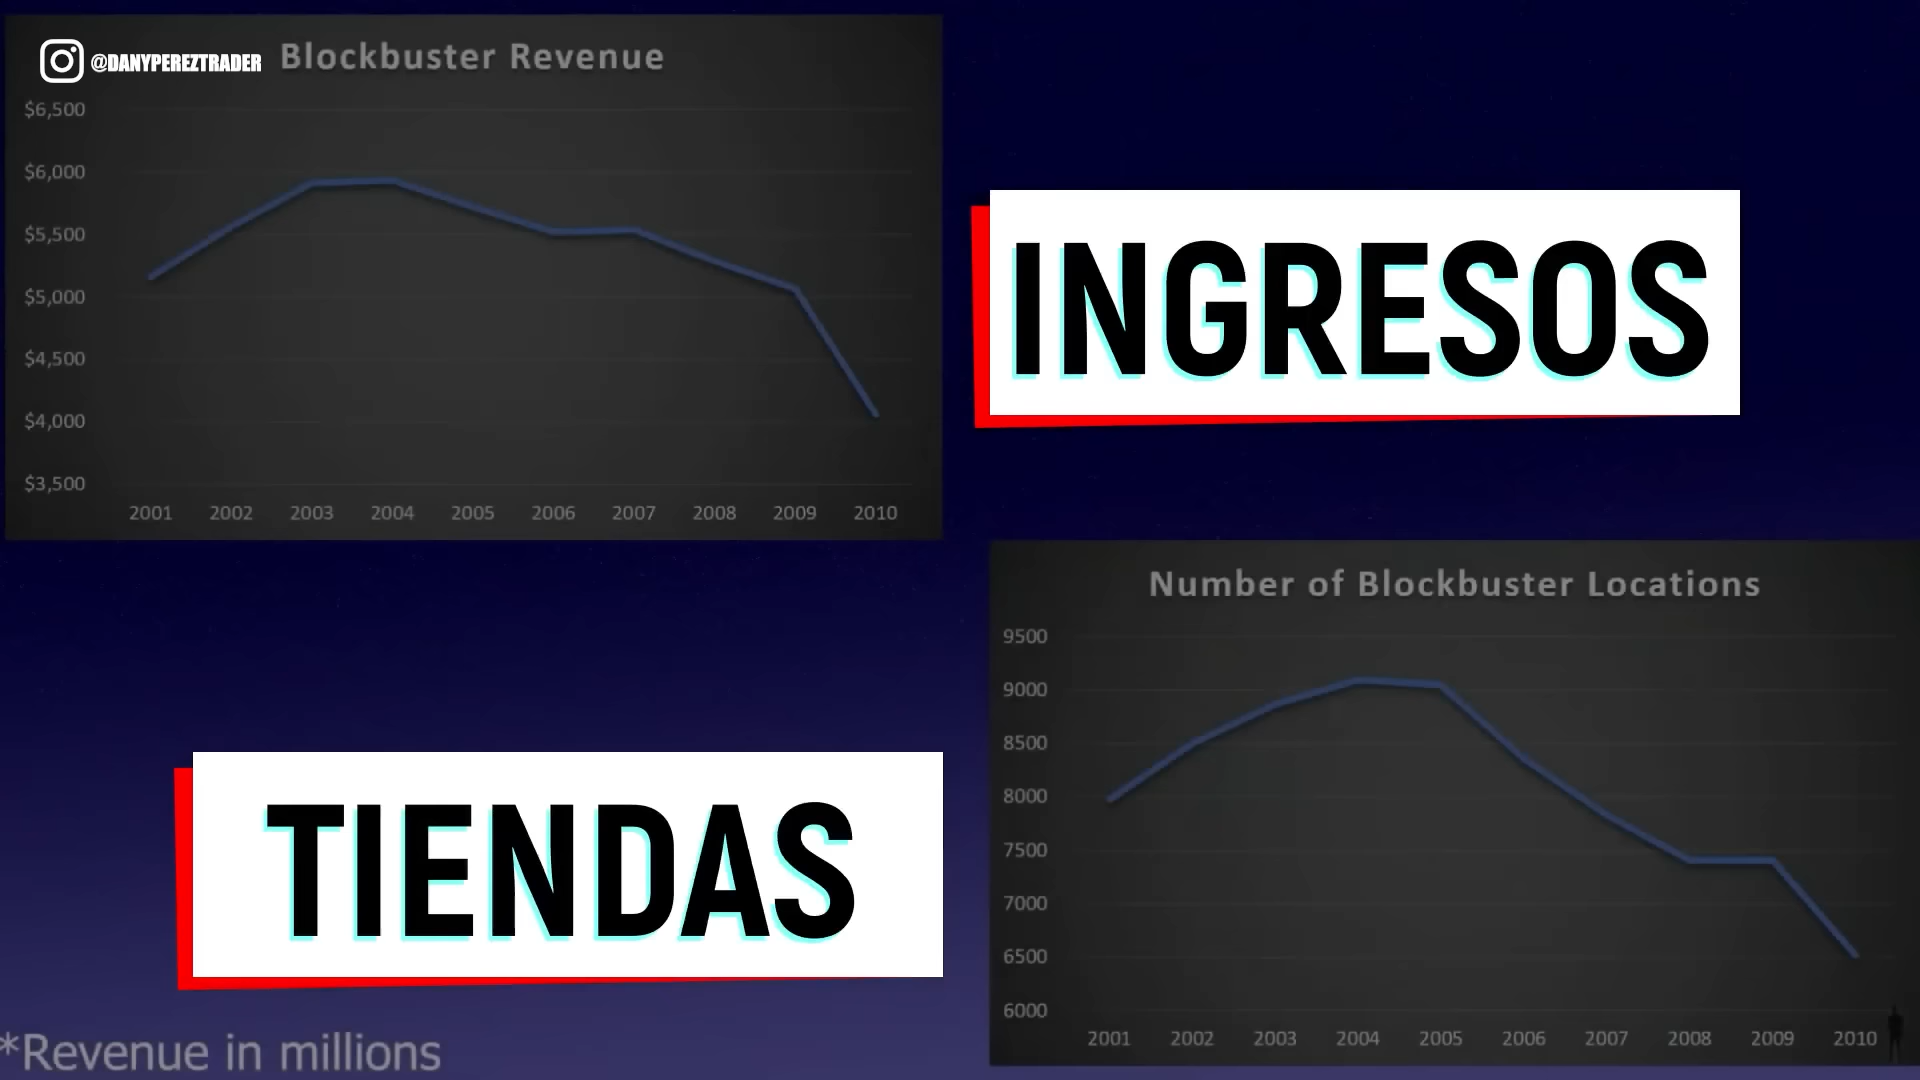 @DANYPEREZTRADER
Blockbuster Revenue
$6,500
$6,000
$5,500
$5,000
$4,500
$4,000
$3,500
2001 2002 2003 2004 2005 2006 2007 2008 2009 2010
INGRESOS
Number of Blockbuster Locations
9500
9000
8500
8000
7500
7000
6500
6000
2001 2002 2003 2004 2005 2006 2007 2008 2009 2010
TIENDAS
*Revenue in millions